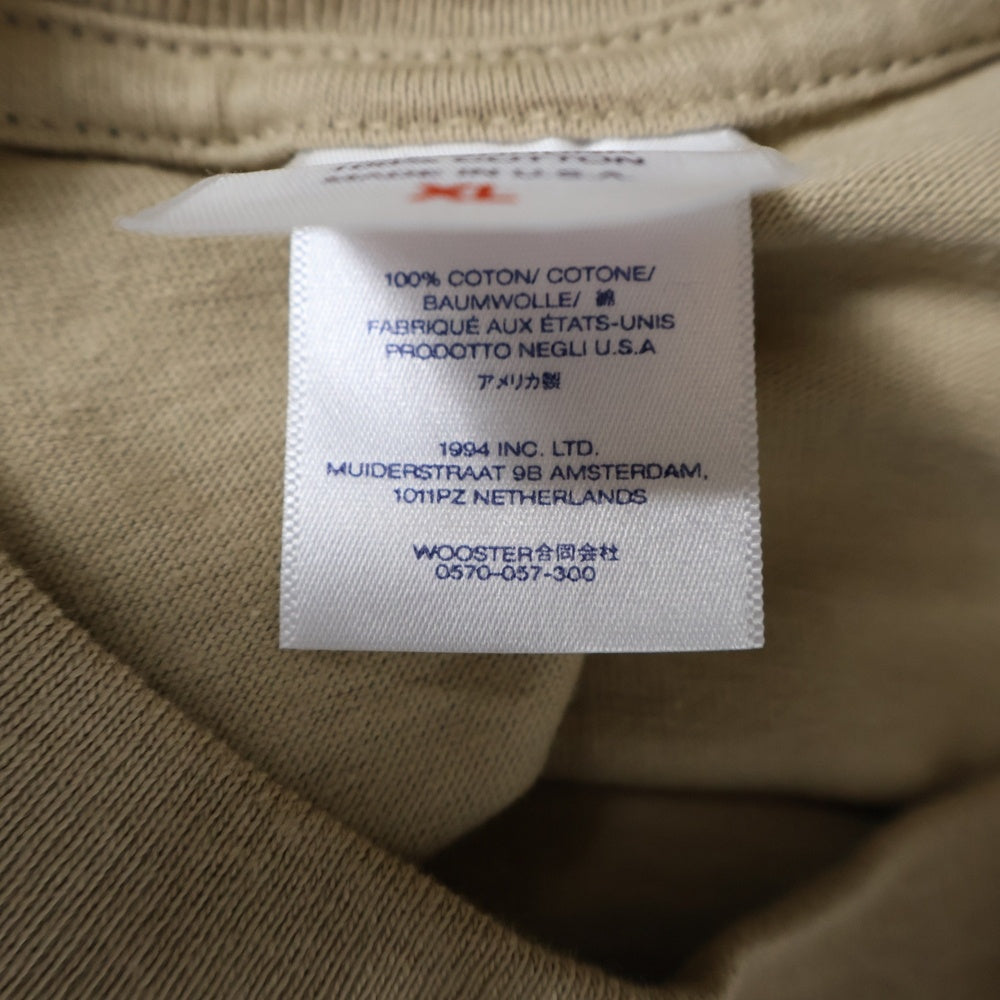 100% COTTON
MADE IN U.S.A
XL
100% COTON/ COTONE/
BAUMWOLLE/ 綿
FABRIQUÉ AUX ÉTATS-UNIS
PRODOTTO NEGLI U.S.A
アメリカ製
1994 INC. LTD.
MUIDERSTRAAT 9B AMSTERDAM,
1011PZ NETHERLANDS
WOOSTER合同会社
0570-057-300